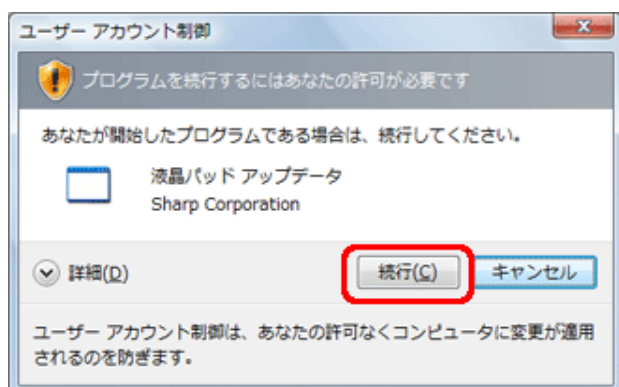 ユーザー アカウント制御
プログラムを続行するにはあなたの許可が必要です
あなたが開始したプログラムである場合は、続行してください。
液晶パッド アップデータ
Sharp Corporation
詳細(D)
続行(C)
キャンセル
ユーザー アカウント制御は、あなたの許可なくコンピュータに変更が適用
されるのを防ぎます。